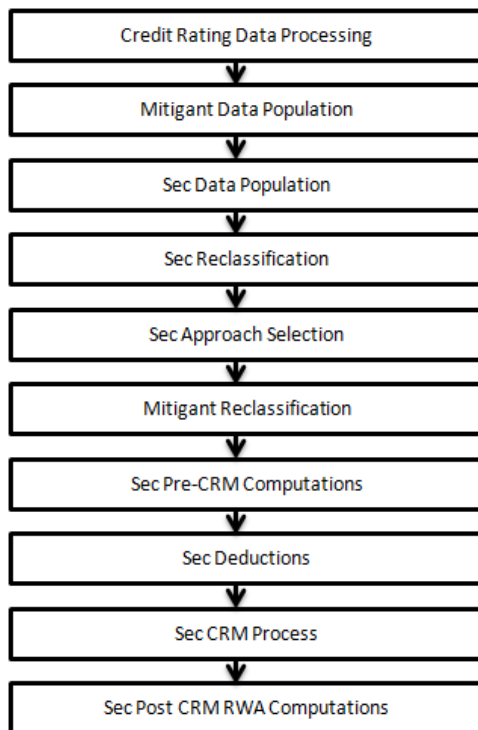 Credit Rating Data Processing
Mitigant Data Population
Sec Data Population
Sec Reclassification
Sec Approach Selection
Mitigant Reclassification
Sec Pre-CRM Computations
Sec Deductions
Sec CRM Process
Sec Post CRM RWA Computations